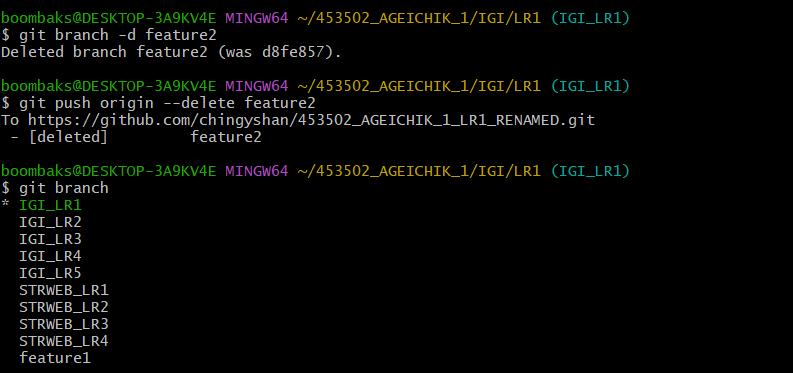 boombaks@DESKTOP-3A9KV4E MINGW64 ~/453502_AGEICHIK_1/IGI/LR1 (IGI_LR1)
$ git branch -d feature2
Deleted branch feature2 (was d8fe857).
boombaks@DESKTOP-3A9KV4E MINGW64 ~/453502_AGEICHIK_1/IGI/LR1 (IGI_LR1)
$ git push origin --delete feature2
To https://github.com/chingyshan/453502_AGEICHIK_1_LR1_RENAMED.git
 - [deleted]         feature2
boombaks@DESKTOP-3A9KV4E MINGW64 ~/453502_AGEICHIK_1/IGI/LR1 (IGI_LR1)
$ git branch
* IGI_LR1
  IGI_LR2
  IGI_LR3
  IGI_LR4
  IGI_LR5
  STRWEB_LR1
  STRWEB_LR2
  STRWEB_LR3
  STRWEB_LR4
  feature1